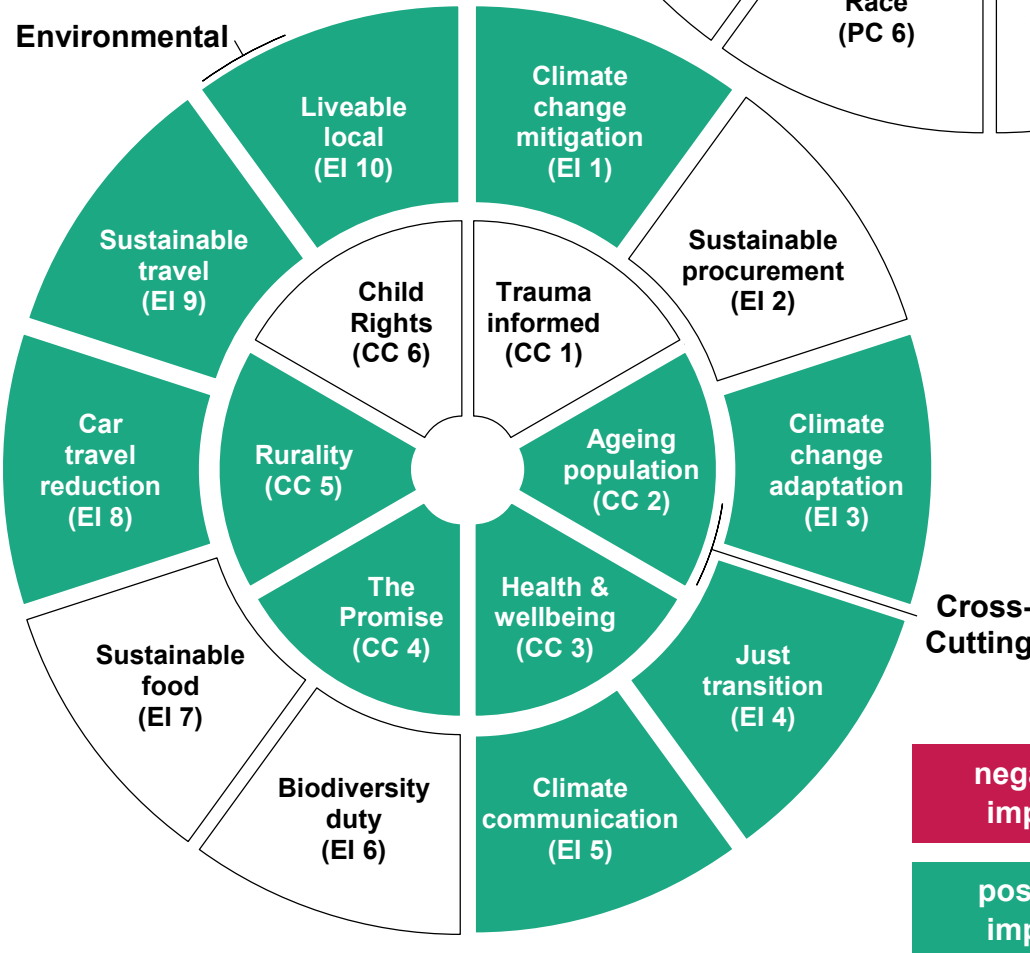 Environmental
Race
(PC 6)
Liveable
local
(EI 10)
Climate
change
mitigation
(EI 1)
Sustainable
procurement
(EI 2)
Climate
change
adaptation
(EI 3)
Just
transition
(EI 4)
Climate
communication
(EI 5)
Biodiversity
duty
(EI 6)
Sustainable
food
(EI 7)
Car
travel
reduction
(EI 8)
Sustainable
travel
(EI 9)
Child
Rights
(CC 6)
Trauma
informed
(CC 1)
Ageing
population
(CC 2)
Health &
wellbeing
(CC 3)
The
Promise
(CC 4)
Rurality
(CC 5)
Cross-
Cutting